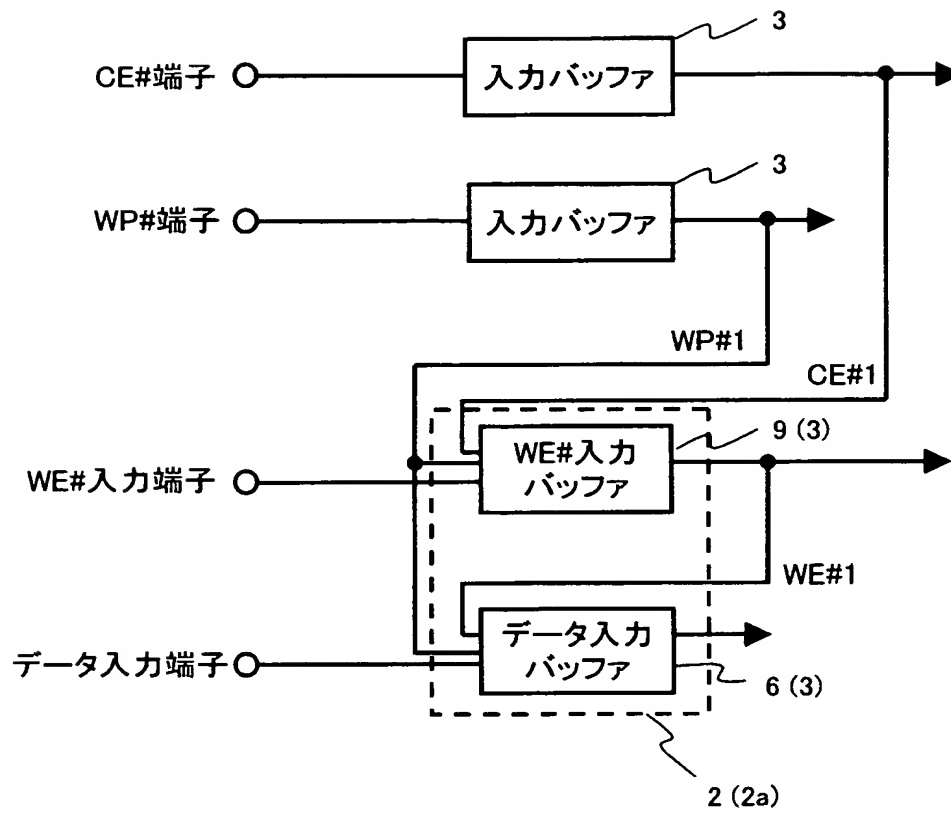 3
CE#端子
入力バッファ
3
WP#端子
入力バッファ
WP#1
CE#1
9 (3)
WE#入力
バッファ
WE#入力端子
WE#1
データ入力
バッファ
データ入力端子
6 (3)
2 (2a)